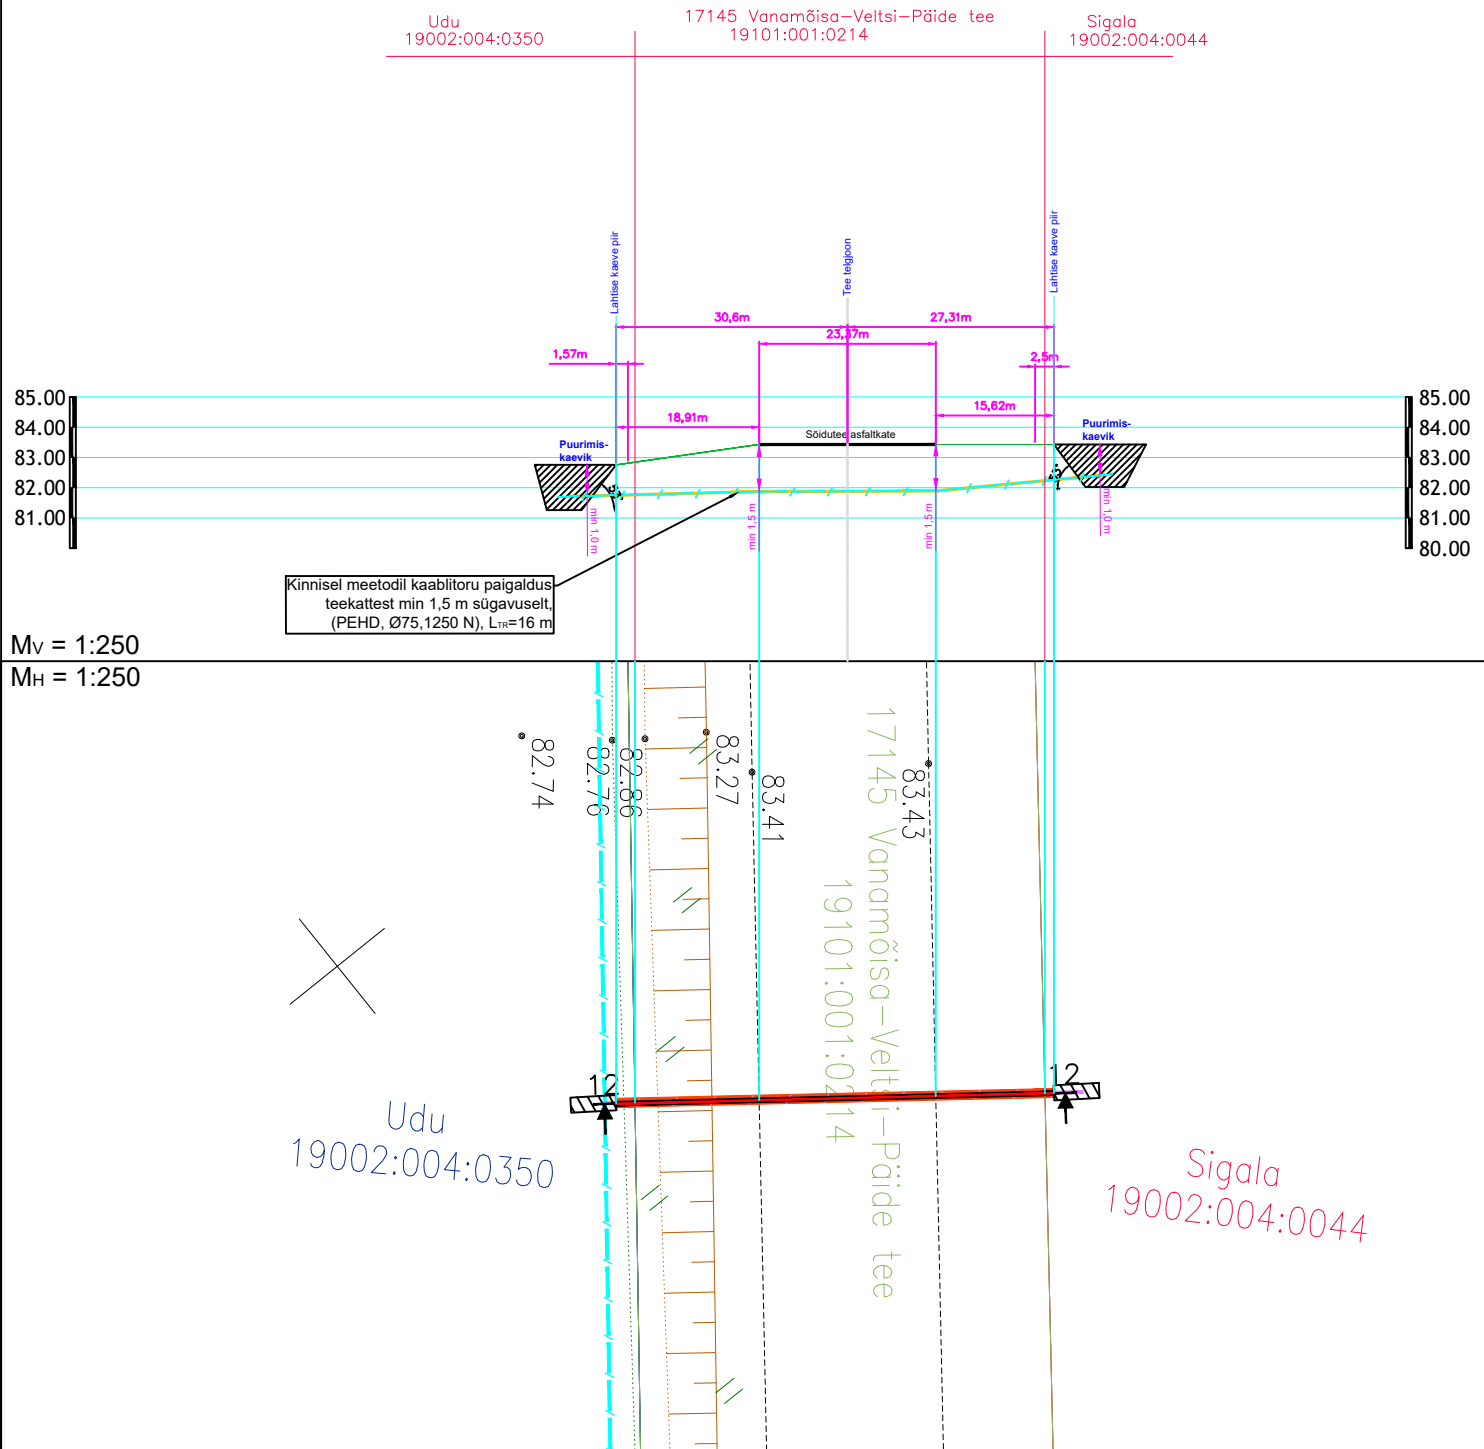 Udu
19002:004:0350
17145 Vanamõisa-Veltsi-Päide tee
19101:001:0214
Sigala
19002:004:0044
Lahtise kaeve piir
Tee telgjoon
Lahtise kaeve piir
30,6m
27,31m
23,37m
1,57m
2,5m
18,91m
15,62m
85.00
84.00
83.00
82.00
81.00
85.00
84.00
83.00
82.00
81.00
80.00
Puurimis-
kaevik
Sõidutee asfaltkate
Puurimis-
kaevik
min 1,0 m
min 1,5 m
min 1,5 m
min 1,0 m
Kinnisel meetodil kaablitoru paigaldus
teekattest min 1,5 m sügavuselt,
(PEHD, Ø75,1250 N), LTR=16 m
MV = 1:250
MH = 1:250
82.74
82.76
82.86
83.27
83.41
83.43
17145 Vanamõisa-Veltsi-Päide tee
19101:001:0214
12
12
Udu
19002:004:0350
Sigala
19002:004:0044